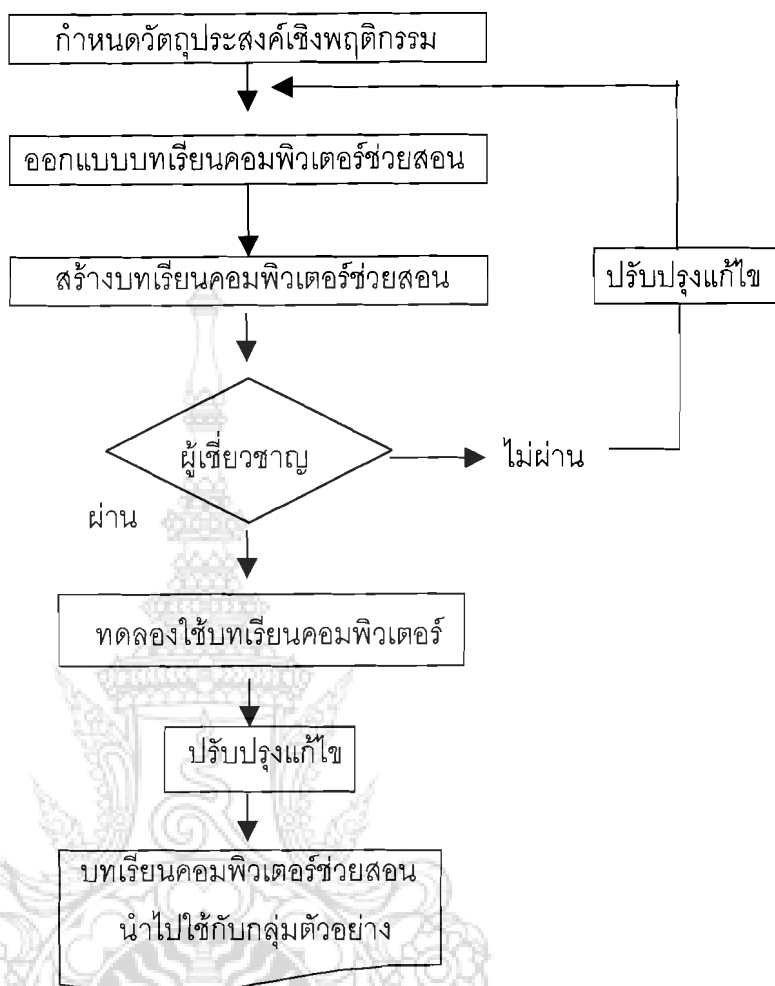 กำหนดวัตถุประสงค์เชิงพฤติกรรม
ออกแบบบทเรียนคอมพิวเตอร์ช่วยสอน
สร้างบทเรียนคอมพิวเตอร์ช่วยสอน
ปรับปรุงแก้ไข
ผู้เชี่ยวชาญ
ไม่ผ่าน
ผ่าน
ทดลองใช้บทเรียนคอมพิวเตอร์
ปรับปรุงแก้ไข
บทเรียนคอมพิวเตอร์ช่วยสอน
นำไปใช้กับกลุ่มตัวอย่าง